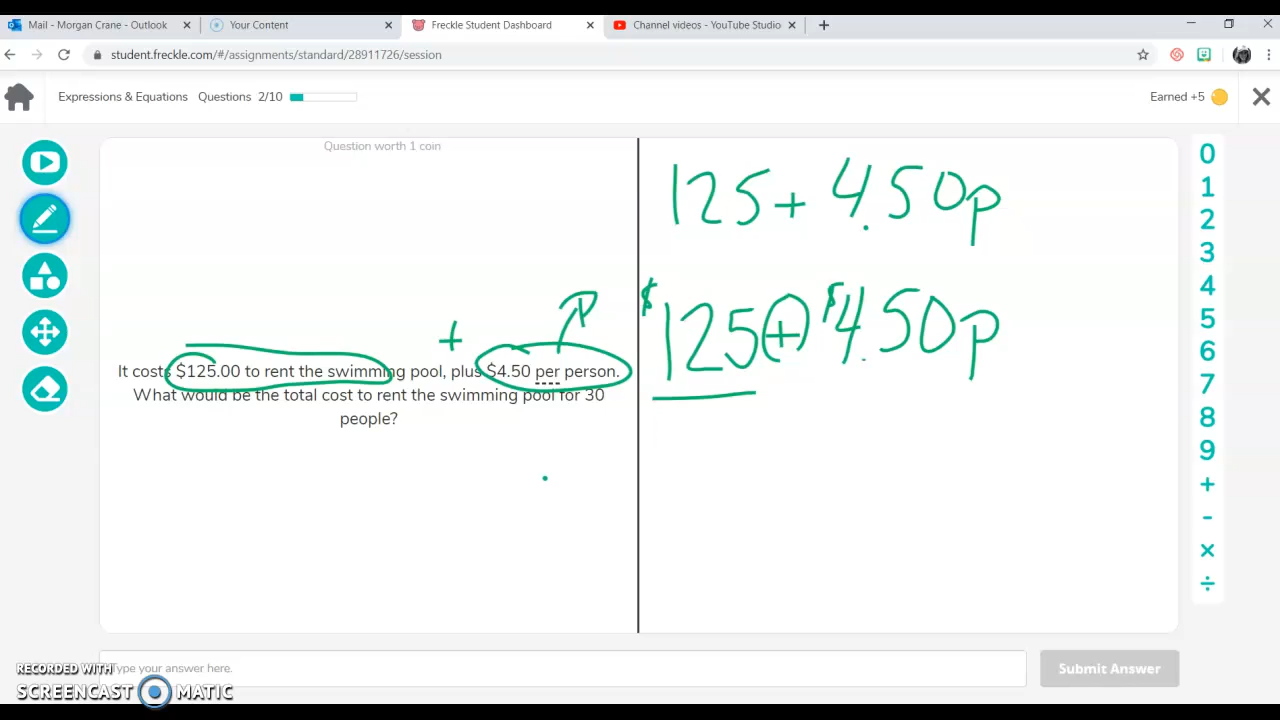 Mail - Morgan Crane - Outlook × Your Content × Freckle Student Dashboard × Channel videos - YouTube Studio × +
student.freckle.com/#/assignments/standard/28911726/session
Expressions & Equations Questions 2/10 Earned +5
Question worth 1 coin
125 + 4.50p
$125 + $4.50p
+ P
It costs $125.00 to rent the swimming pool, plus $4.50 per person.
What would be the total cost to rent the swimming pool for 30
people?
0
1
2
3
4
5
6
7
8
9
+
-
×
÷
Type your answer here.
Submit Answer
RECORDED WITH
SCREENCAST MATIC